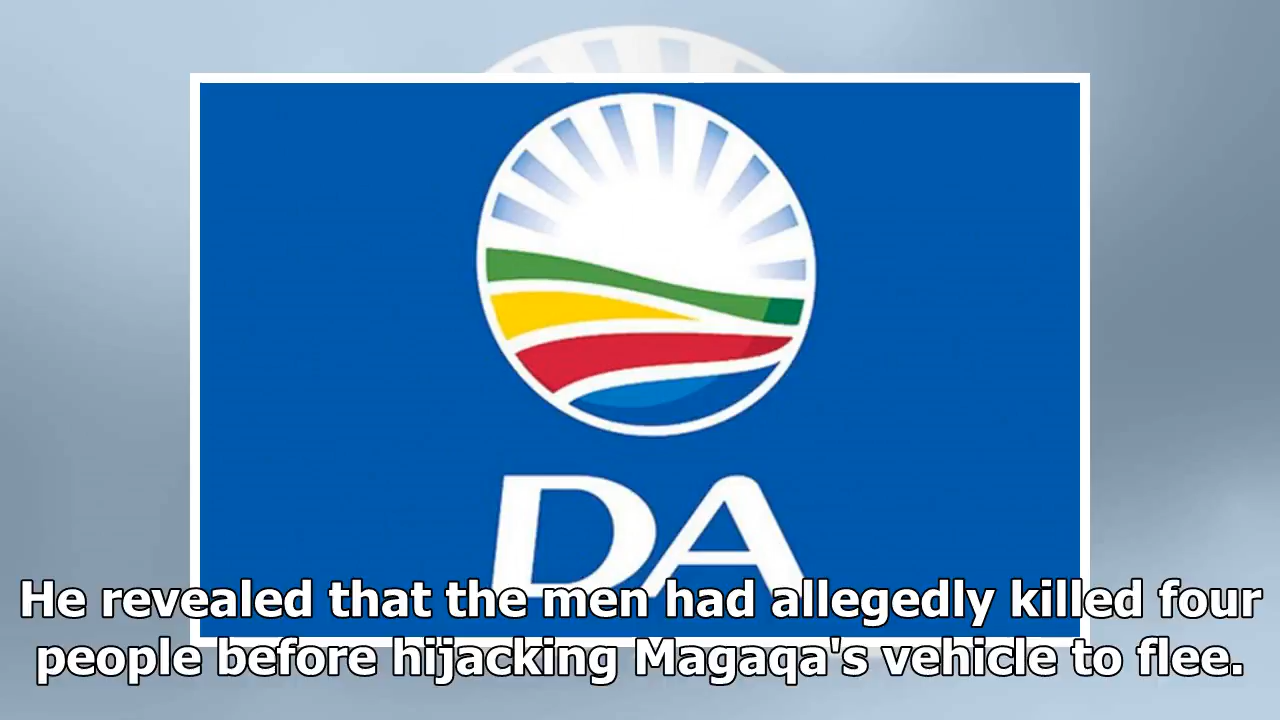 DA
He revealed that the men had allegedly killed four
people before hijacking Magaqa's vehicle to flee.